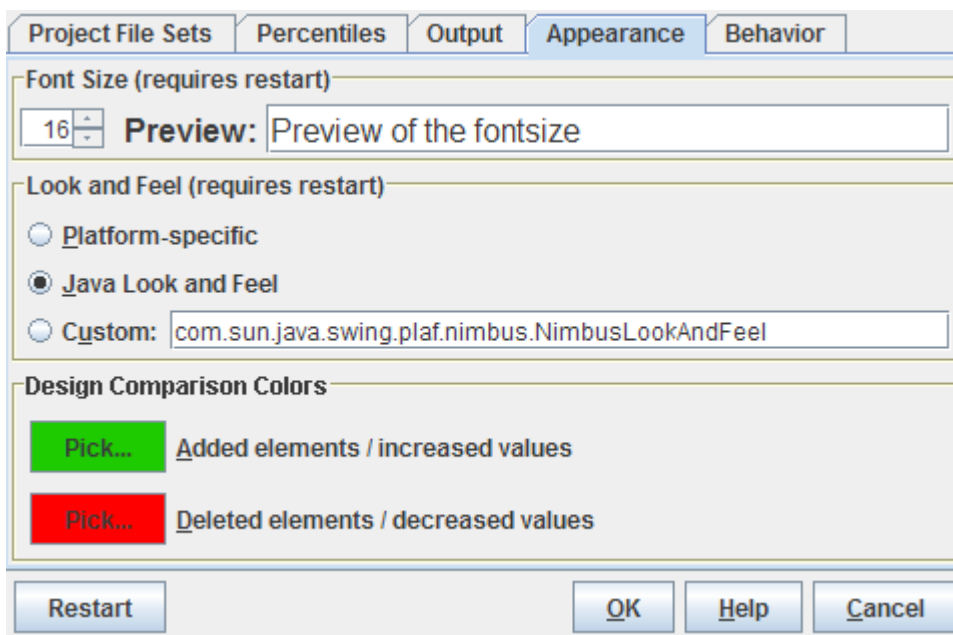 Project File Sets Percentiles Output Appearance Behavior
Font Size (requires restart)
16 Preview: Preview of the fontsize
Look and Feel (requires restart)
Platform-specific
Java Look and Feel
Custom: com.sun.java.swing.plaf.nimbus.NimbusLookAndFeel
Design Comparison Colors
Pick... Added elements / increased values
Pick... Deleted elements / decreased values
Restart OK Help Cancel